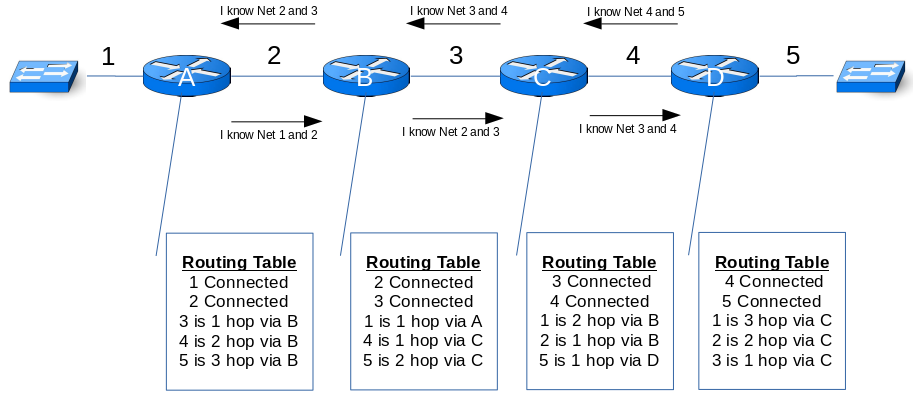 I know Net 2 and 3
I know Net 3 and 4
I know Net 4 and 5
1
A
2
B
3
C
4
D
5
I know Net 1 and 2
I know Net 2 and 3
I know Net 3 and 4
Routing Table
1 Connected
2 Connected
3 is 1 hop via B
4 is 2 hop via B
5 is 3 hop via B
Routing Table
2 Connected
3 Connected
1 is 1 hop via A
4 is 1 hop via C
5 is 2 hop via C
Routing Table
3 Connected
4 Connected
1 is 2 hop via B
2 is 1 hop via B
5 is 1 hop via D
Routing Table
4 Connected
5 Connected
1 is 3 hop via C
2 is 2 hop via C
3 is 1 hop via C